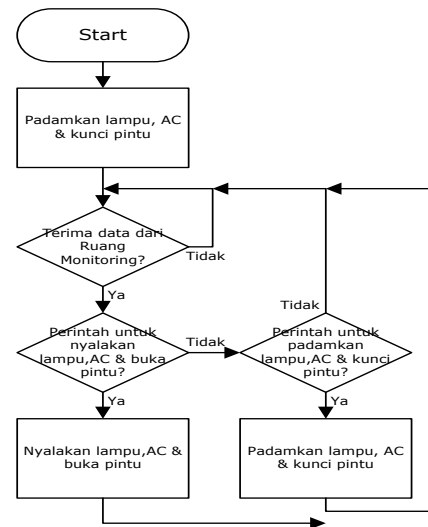 Start
Padamkan lampu, AC
& kunci pintu
Terima data dari
Ruang
Monitoring?
Tidak
Ya
Perintah untuk
nyalakan
lampu,AC & buka
pintu?
Tidak
Ya
Tidak
Perintah untuk
padamkan
lampu,AC & kunci
pintu?
Ya
Nyalakan lampu,AC &
buka pintu
Padamkan lampu, AC
& kunci pintu